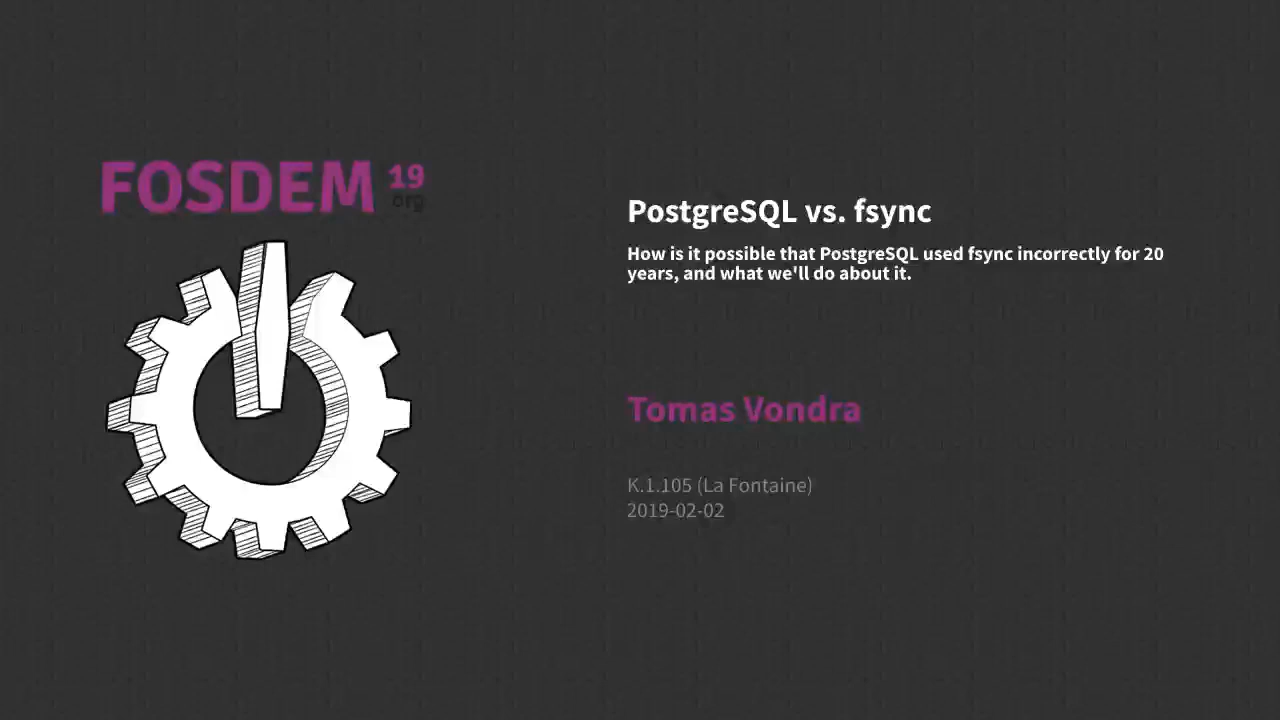 FOSDEM 19
org
PostgreSQL vs. fsync
How is it possible that PostgreSQL used fsync incorrectly for 20
years, and what we'll do about it.
Tomas Vondra
K.1.105 (La Fontaine)
2019-02-02